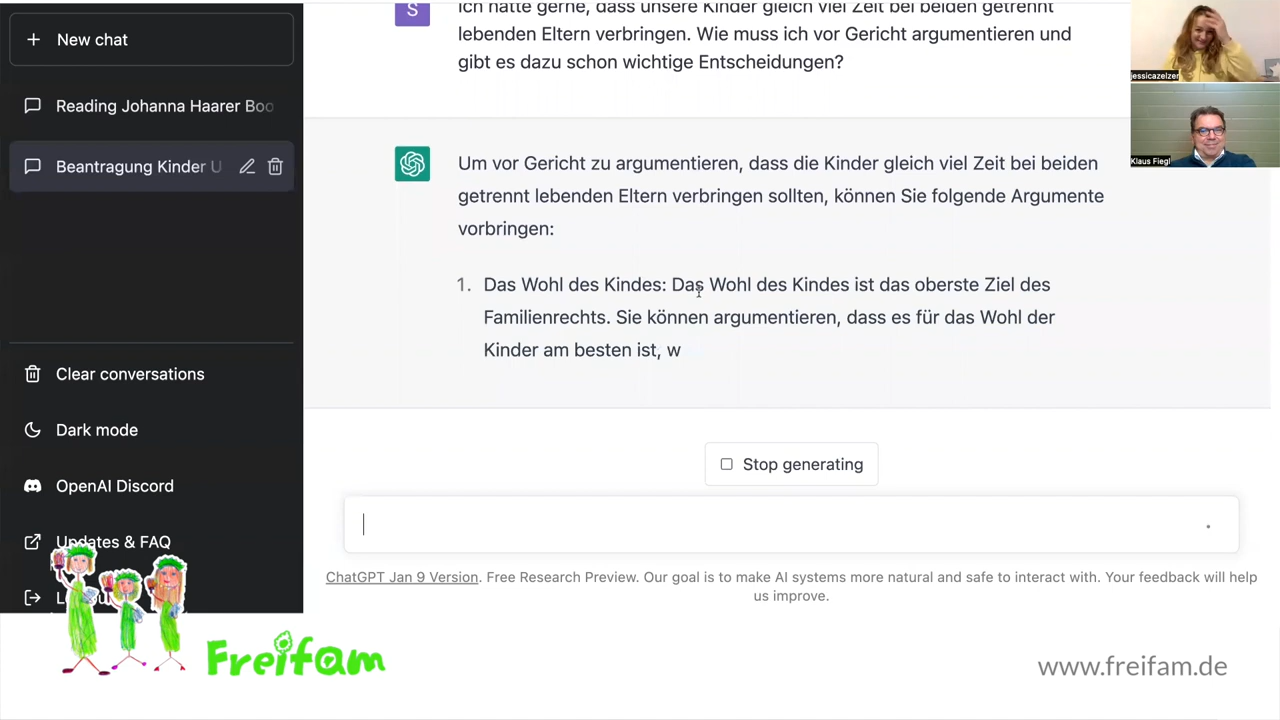 New chat
Reading Johanna Haarer Boo
Beantragung Kinder U
Clear conversations
Dark mode
OpenAI Discord
Updates & FAQ
S
Ich hätte gerne, dass unsere Kinder gleich viel Zeit bei beiden getrennt
lebenden Eltern verbringen. Wie muss ich vor Gericht argumentieren und
gibt es dazu schon wichtige Entscheidungen?
Um vor Gericht zu argumentieren, dass die Kinder gleich viel Zeit bei beiden
getrennt lebenden Eltern verbringen sollten, können Sie folgende Argumente
vorbringen:
1. Das Wohl des Kindes: Das Wohl des Kindes ist das oberste Ziel des
Familienrechts. Sie können argumentieren, dass es für das Wohl der
Kinder am besten ist, w
Stop generating
ChatGPT Jan 9 Version. Free Research Preview. Our goal is to make AI systems more natural and safe to interact with. Your feedback will help
us improve.
jessicazelzer
Klaus Fiegl
Freifam
www.freifam.de